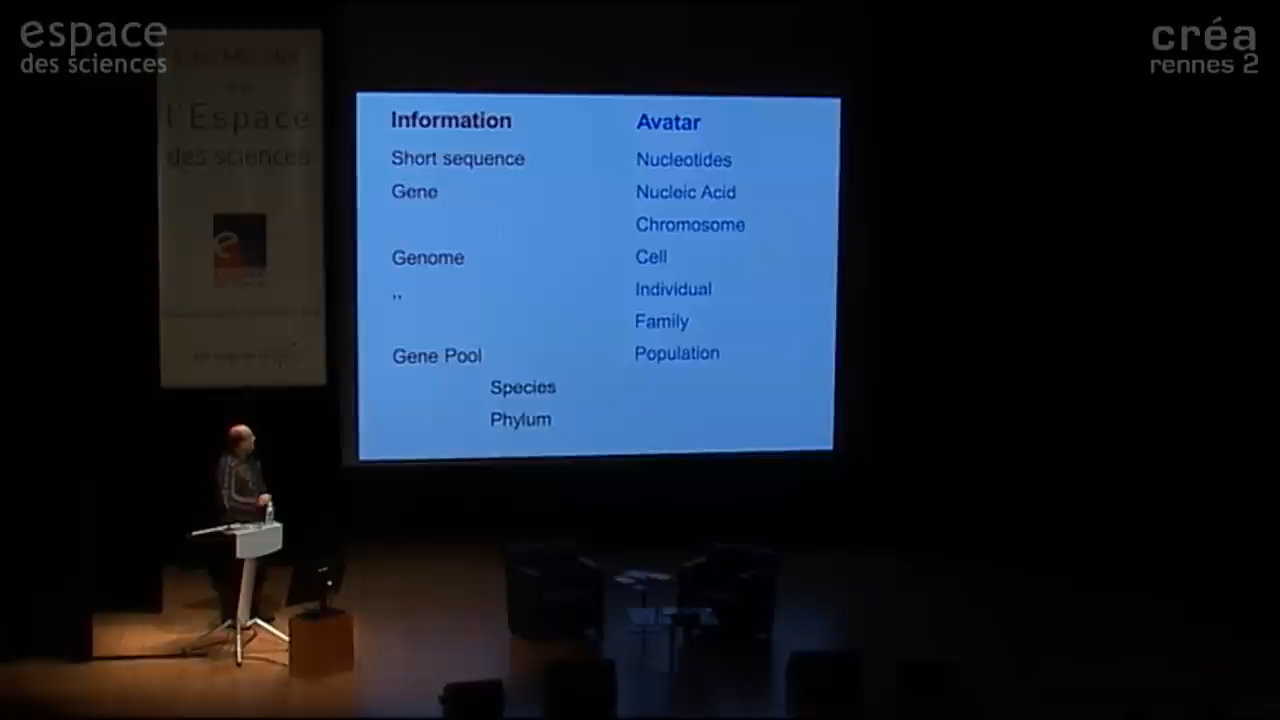 espace
des sciences
créa
rennes 2
l'Espace
des sciences
Information Avatar
Short sequence Nucleotides
Gene Nucleic Acid
Chromosome
Genome Cell
,, Individual
Family
Gene Pool Population
Species
Phylum